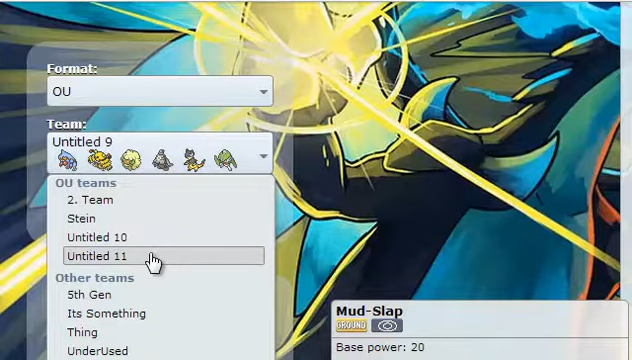 Format:
OU
Team:
Untitled 9
OU teams
2. Team
Stein
Untitled 10
Untitled 11
Other teams
5th Gen
Its Something
Thing
UnderUsed
Mud-Slap
GROUND
Base power: 20